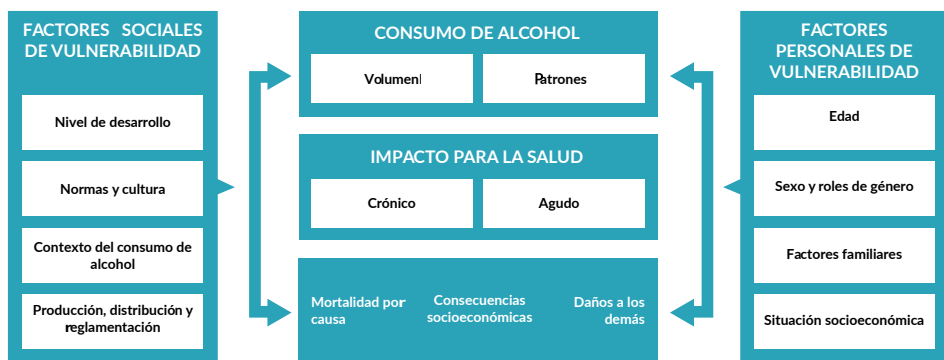 FACTORES SOCIALES
DE VULNERABILIDAD
Nivel de desarrollo
Normas y cultura
Contexto del consumo de
alcohol
Producción, distribución y
reglamentación
CONSUMO DE ALCOHOL
Volumen
Patrones
IMPACTO PARA LA SALUD
Crónico
Agudo
Mortalidad por
causa
Consecuencias
socioeconómicas
Daños a los
demás
FACTORES
PERSONALES DE
VULNERABILIDAD
Edad
Sexo y roles de género
Factores familiares
Situación socioeconómica